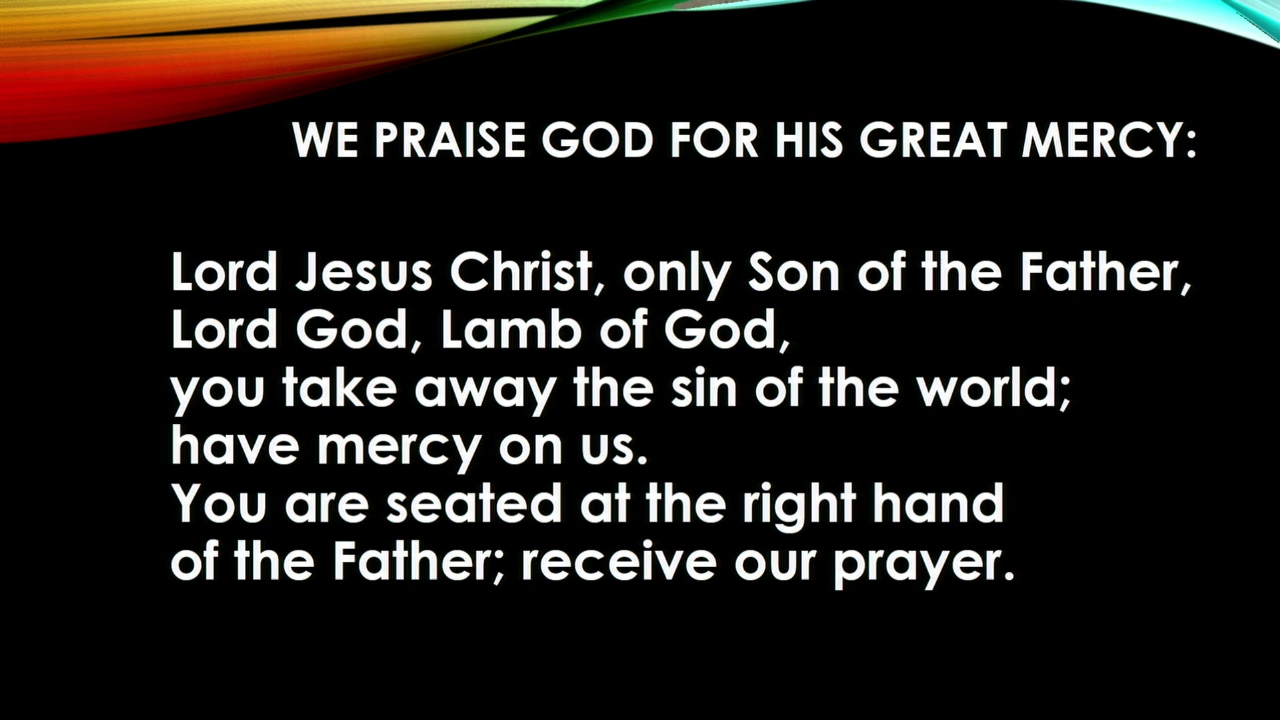 WE PRAISE GOD FOR HIS GREAT MERCY:
Lord Jesus Christ, only Son of the Father,
Lord God, Lamb of God,
you take away the sin of the world;
have mercy on us.
You are seated at the right hand
of the Father; receive our prayer.